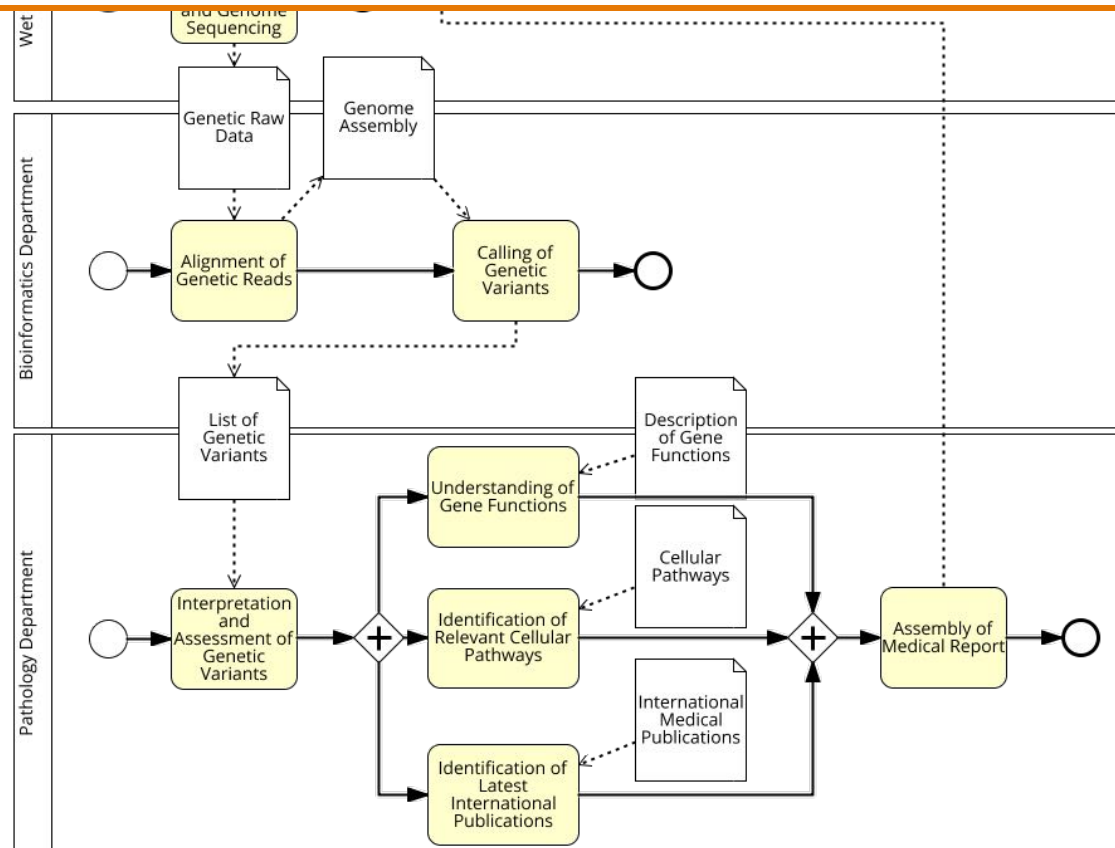 Wet
and Genome
Sequencing
Genetic Raw
Data
Genome
Assembly
Bioinformatics Department
Alignment of
Genetic Reads
Calling of
Genetic
Variants
List of
Genetic
Variants
Description
of Gene
Functions
Pathology Department
Understanding of
Gene Functions
Cellular
Pathways
Interpretation
and
Assessment of
Genetic
Variants
Identification of
Relevant Cellular
Pathways
Assembly of
Medical Report
International
Medical
Publications
Identification of
Latest
International
Publications